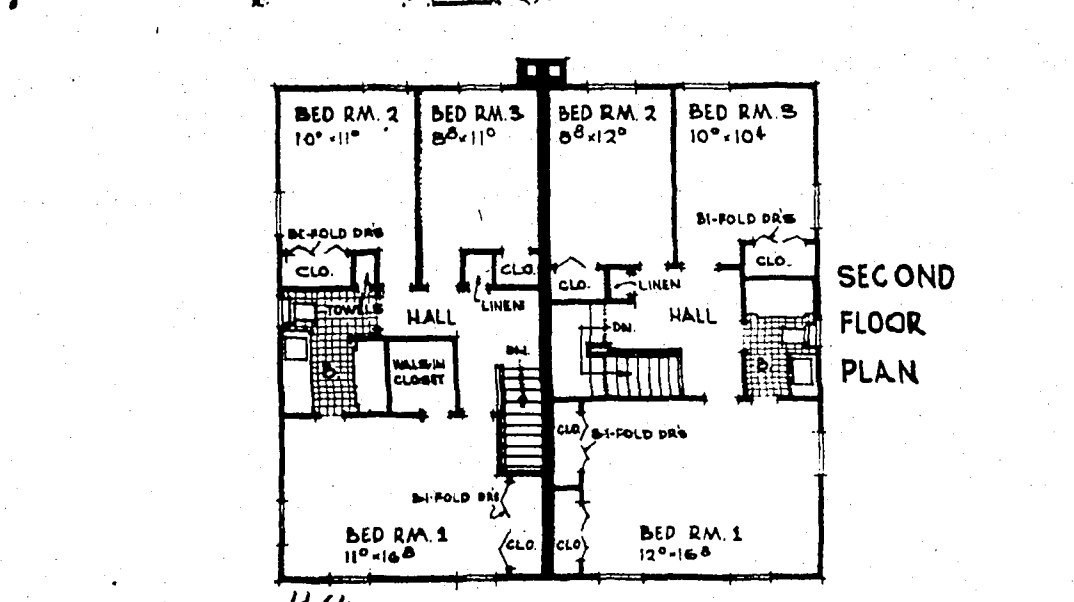 BED RM. 2
10⁰ × 11⁰
BED RM. 3
8⁸ × 11⁰
BED RM. 2
8⁸ × 12⁰
BED RM. 3
10⁰ × 10⁴
BI-FOLD DR'S
CLO.
TOWELS
CLO.
LINEN
HALL
CLO.
LINEN
HALL
BI-FOLD DR'S
CLO.
SECOND
FLOOR
PLAN
B.
WALK-IN
CLOSET
DN.
DN.
B.
CLO.
BI-FOLD DR'S
BI-FOLD DR'S
CLO.
CLO.
BED RM. 1
11⁰ × 16⁸
BED RM. 1
12⁰ × 16⁸